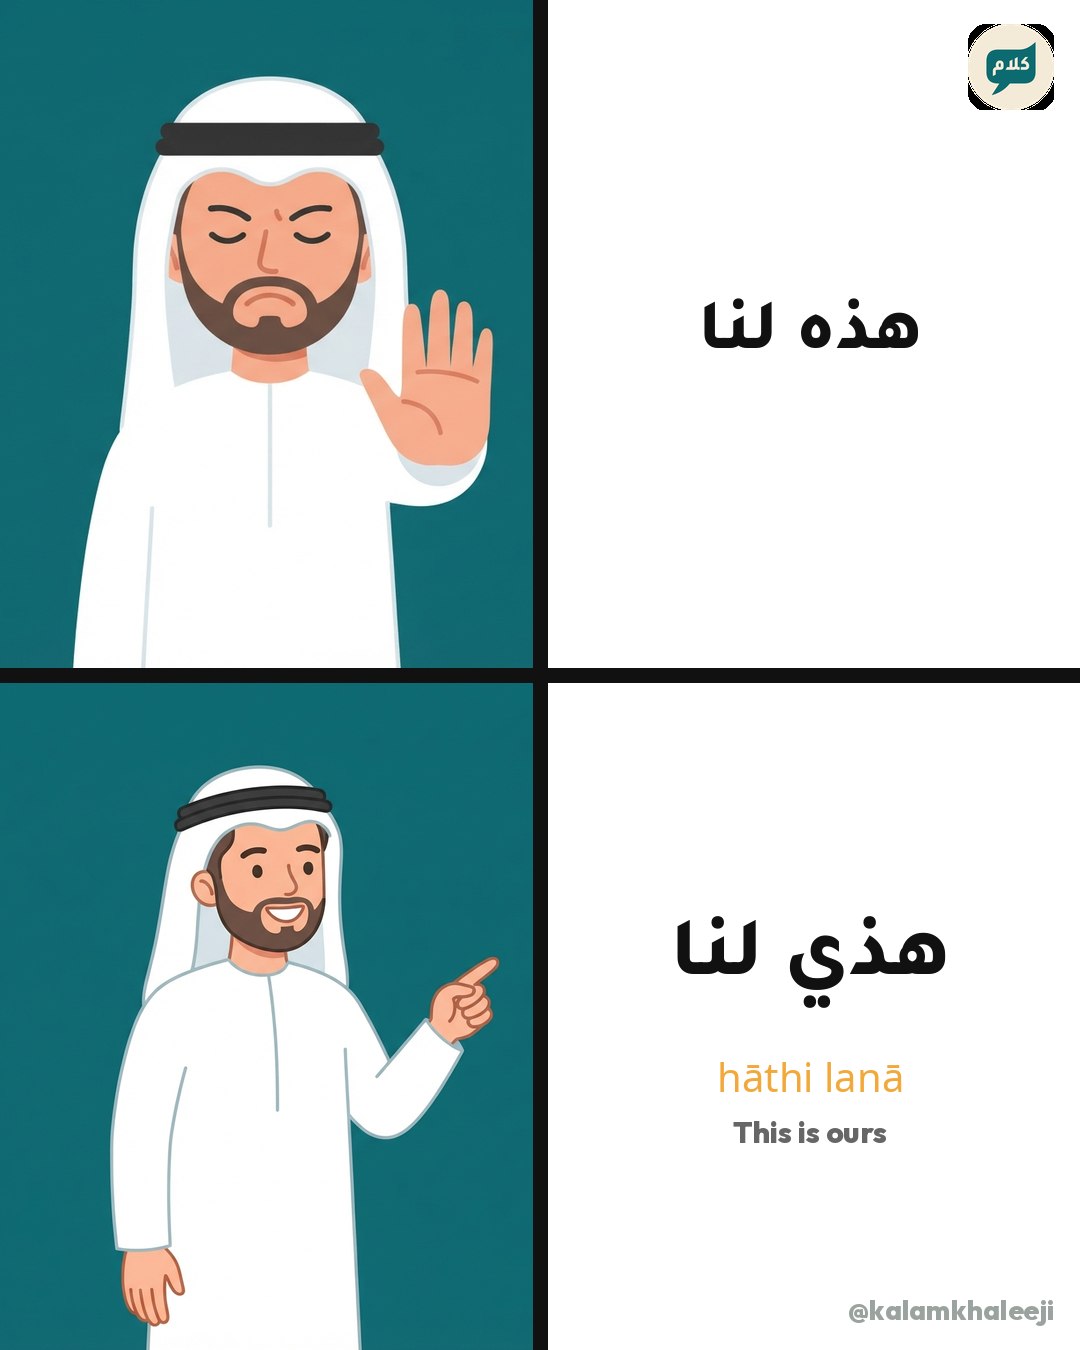 كلام
هذه لنا
هذي لنا
hāthi lanā
This is ours
@kalamkhaleeji